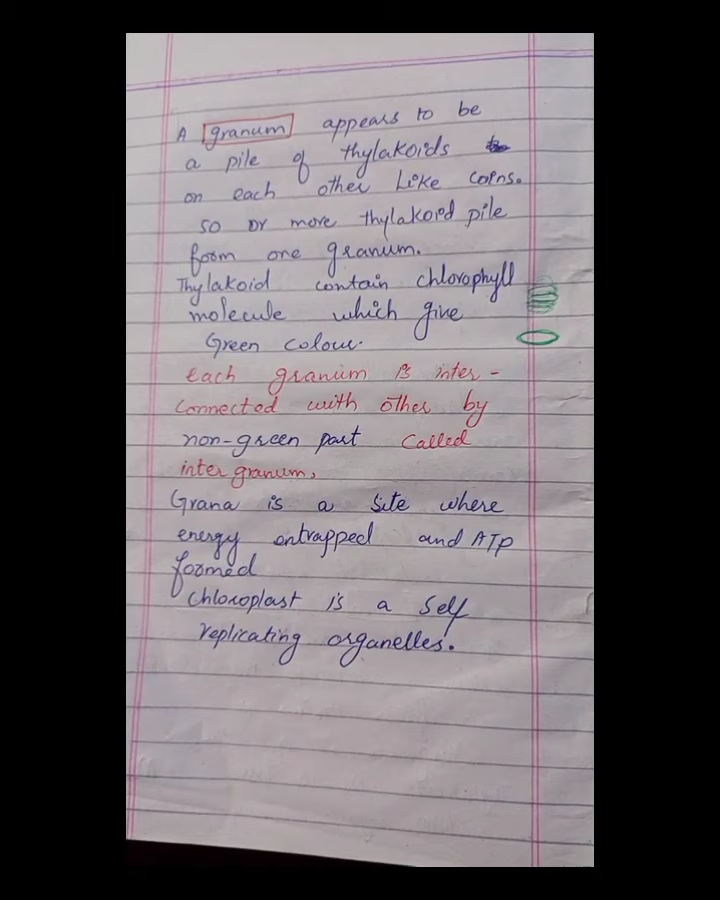 A granum appears to be
a pile of thylakoids
on each other Like coins.
so or more thylakoid pile
form one granum.
Thylakoid contain chlorophyll
molecule which give
Green colour.
each granum is inter-
connected with other by
non-green part called
inter granum,
Grana is a site where
energy entrapped and ATP
formed
chloroplast is a self
replicating organelles.